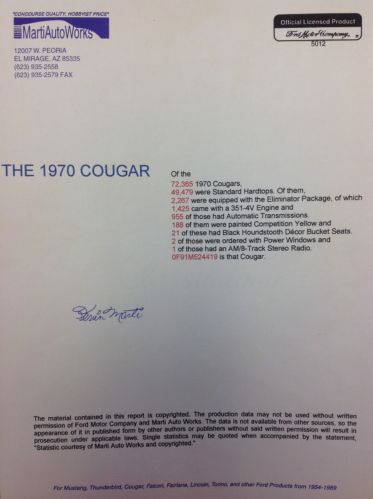 "CONCOURSE QUALITY, HOBBYIST PRICE"
MartiAutoWorks
12007 W. PEORIA
EL MIRAGE, AZ 85335
(623) 935-2558
(623) 935-2579 FAX
Official Licensed Product
Ford Motor Company
5012
THE 1970 COUGAR
Of the
72,365 1970 Cougars,
49,479 were Standard Hardtops. Of them,
2,267 were equipped with the Eliminator Package, of which
1,425 came with a 351-4V Engine and
955 of those had Automatic Transmissions.
188 of them were painted Competition Yellow and
21 of these had Black Houndstooth Décor Bucket Seats.
2 of those were ordered with Power Windows and
1 of those had an AM/8-Track Stereo Radio.
0F91M524419 is that Cougar.
Kevin Marti
The material contained in this report is copyrighted. The production data may not be used without written
permission of Ford Motor Company and Marti Auto Works. The data is not available from other sources, so the
appearance of it in published form by other authors or publishers without said written permission will result in
prosecution under applicable laws. Single statistics may be quoted when accompanied by the statement,
"Statistic courtesy of Marti Auto Works and copyrighted."
For Mustang, Thunderbird, Cougar, Falcon, Fairlane, Lincoln, Torino, and other Ford Products from 1954-1989